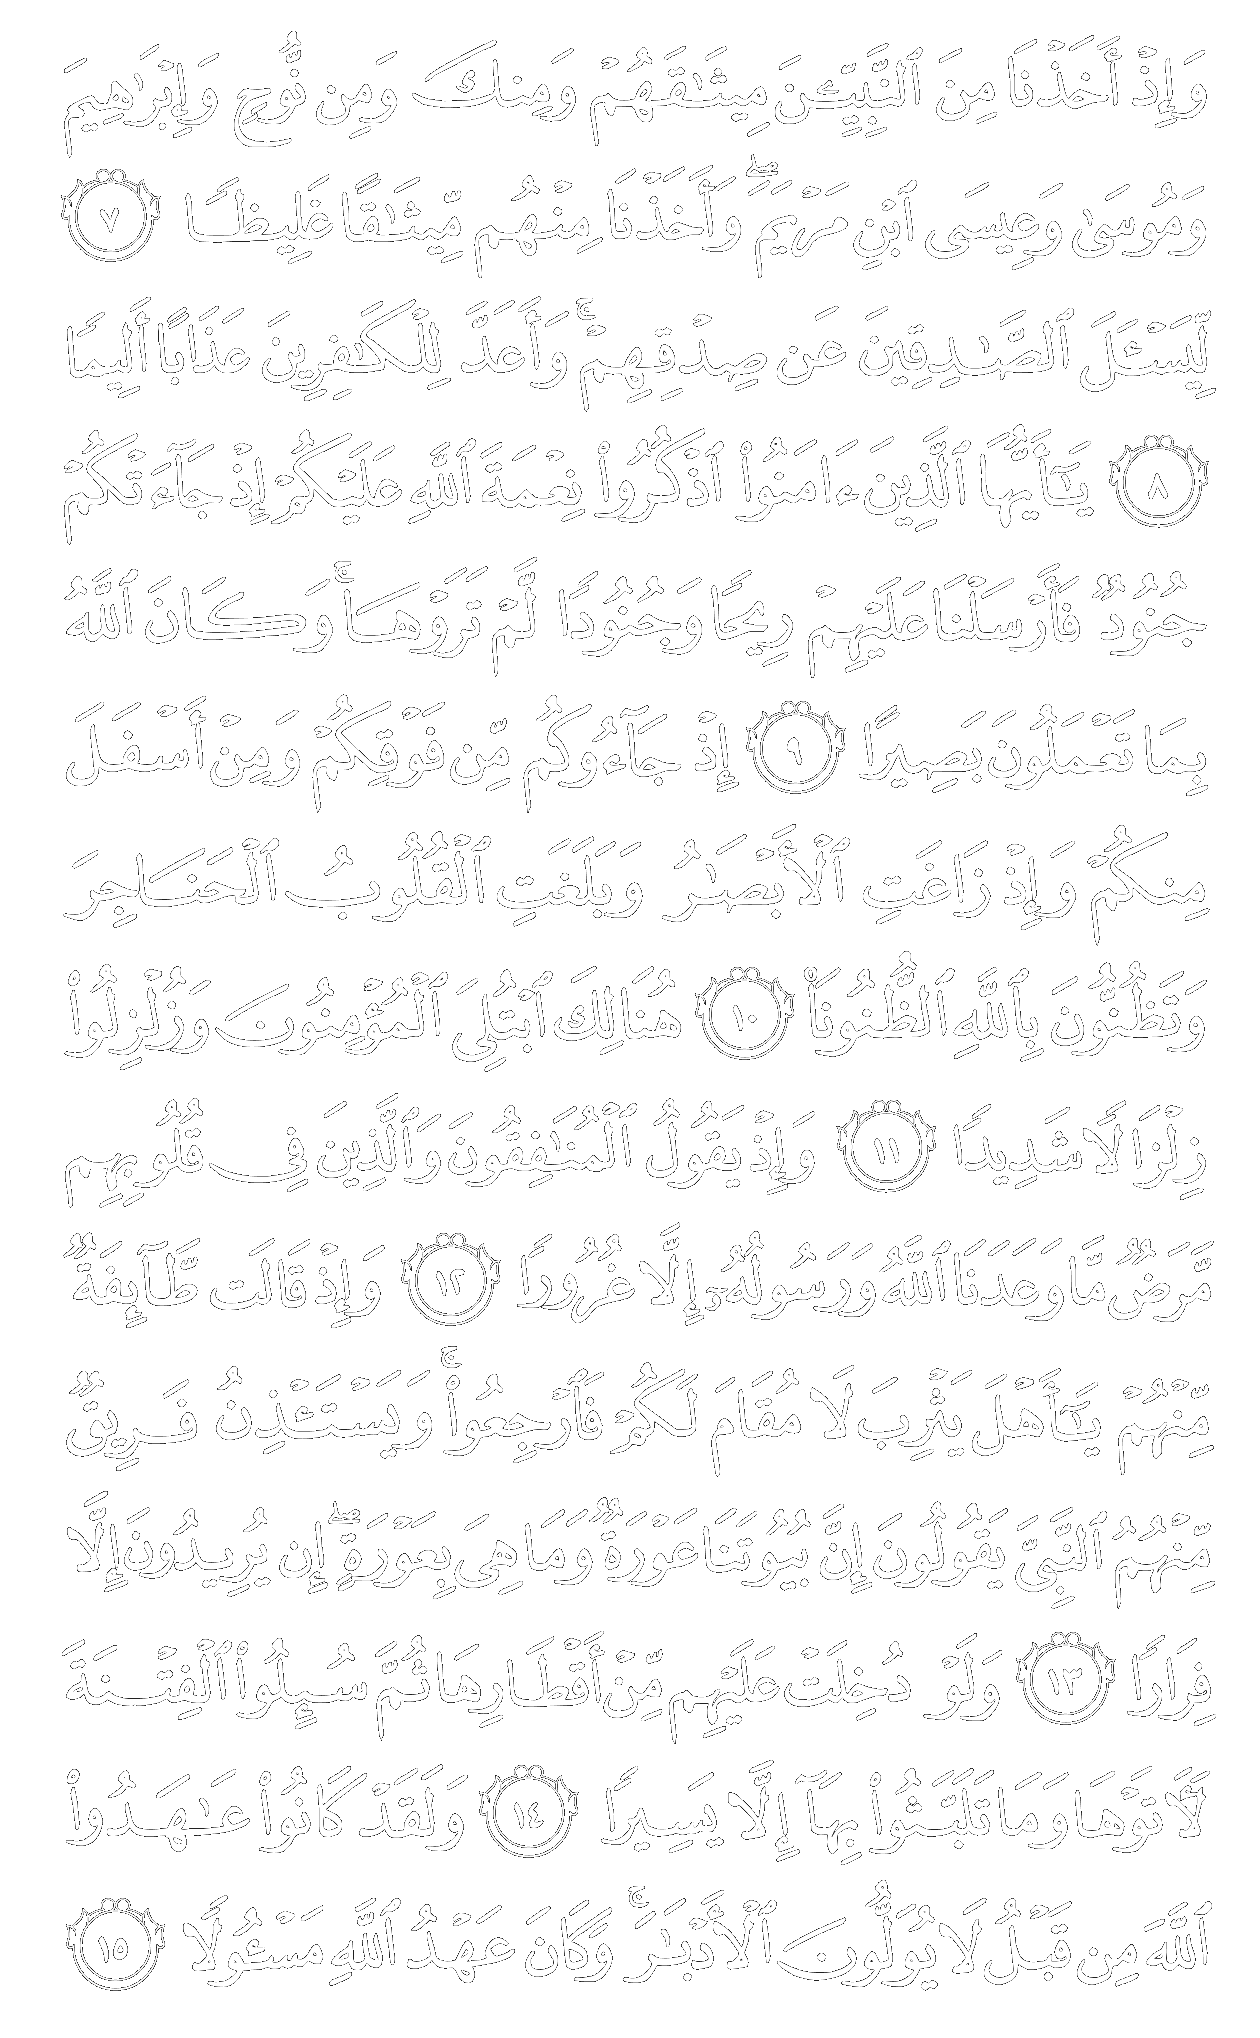 وَإِذْ أَخَذْنَا مِنَ ٱلنَّبِيِّـۧنَ مِيثَـٰقَهُمْ وَمِنكَ وَمِن نُّوحٍ وَإِبْرَٰهِيمَ
وَمُوسَىٰ وَعِيسَى ٱبْنِ مَرْيَمَ ۖ وَأَخَذْنَا مِنْهُم مِّيثَـٰقًا غَلِيظًا ٧
لِّيَسْـَٔلَ ٱلصَّـٰدِقِينَ عَن صِدْقِهِمْ ۚ وَأَعَدَّ لِلْكَـٰفِرِينَ عَذَابًا أَلِيمًا
٨ يَـٰٓأَيُّهَا ٱلَّذِينَ ءَامَنُوا۟ ٱذْكُرُوا۟ نِعْمَةَ ٱللَّهِ عَلَيْكُمْ إِذْ جَآءَتْكُمْ
جُنُودٌ فَأَرْسَلْنَا عَلَيْهِمْ رِيحًا وَجُنُودًا لَّمْ تَرَوْهَا ۚ وَكَانَ ٱللَّهُ
بِمَا تَعْمَلُونَ بَصِيرًا ٩ إِذْ جَآءُوكُم مِّن فَوْقِكُمْ وَمِنْ أَسْفَلَ
مِنكُمْ وَإِذْ زَاغَتِ ٱلْأَبْصَـٰرُ وَبَلَغَتِ ٱلْقُلُوبُ ٱلْحَنَاجِرَ
وَتَظُنُّونَ بِٱللَّهِ ٱلظُّنُونَا۠ ١٠ هُنَالِكَ ٱبْتُلِىَ ٱلْمُؤْمِنُونَ وَزُلْزِلُوا۟
زِلْزَالًا شَدِيدًا ١١ وَإِذْ يَقُولُ ٱلْمُنَـٰفِقُونَ وَٱلَّذِينَ فِى قُلُوبِهِم
مَّرَضٌ مَّا وَعَدَنَا ٱللَّهُ وَرَسُولُهُۥٓ إِلَّا غُرُورًا ١٢ وَإِذْ قَالَت طَّآئِفَةٌ
مِّنْهُمْ يَـٰٓأَهْلَ يَثْرِبَ لَا مُقَامَ لَكُمْ فَٱرْجِعُوا۟ ۚ وَيَسْتَـْٔذِنُ فَرِيقٌ
مِّنْهُمُ ٱلنَّبِىَّ يَقُولُونَ إِنَّ بُيُوتَنَا عَوْرَةٌ وَمَا هِىَ بِعَوْرَةٍ ۖ إِن يُرِيدُونَ إِلَّا
فِرَارًا ١٣ وَلَوْ دُخِلَتْ عَلَيْهِم مِّنْ أَقْطَارِهَا ثُمَّ سُئِلُوا۟ ٱلْفِتْنَةَ
لَـَٔاتَوْهَا وَمَا تَلَبَّثُوا۟ بِهَآ إِلَّا يَسِيرًا ١٤ وَلَقَدْ كَانُوا۟ عَـٰهَدُوا۟
ٱللَّهَ مِن قَبْلُ لَا يُوَلُّونَ ٱلْأَدْبَـٰرَ ۚ وَكَانَ عَهْدُ ٱللَّهِ مَسْـُٔولًا ١٥